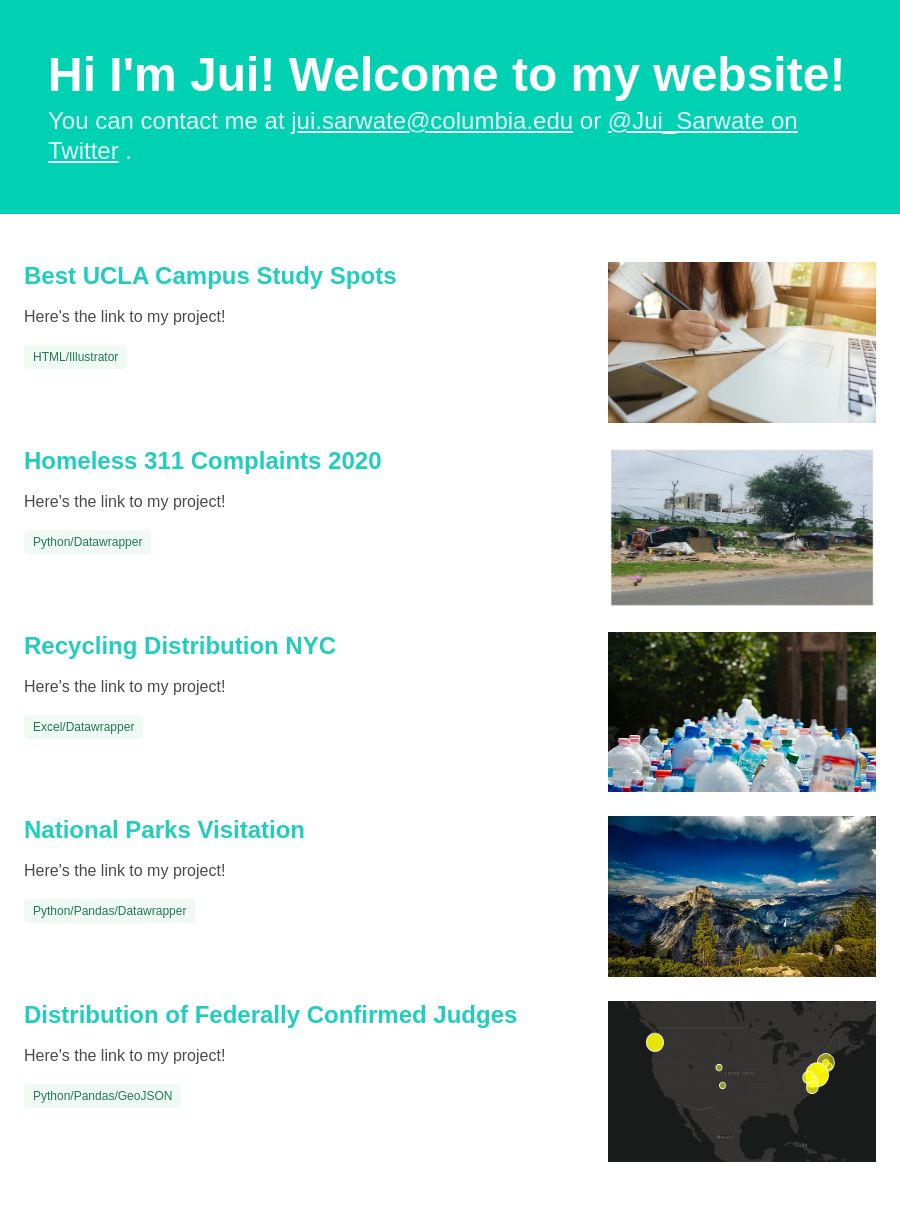 Hi I'm Jui! Welcome to my website!
You can contact me at jui.sarwate@columbia.edu or @Jui_Sarwate on
Twitter .
Best UCLA Campus Study Spots
Here's the link to my project!
HTML/Illustrator
Homeless 311 Complaints 2020
Here's the link to my project!
Python/Datawrapper
Recycling Distribution NYC
Here's the link to my project!
Excel/Datawrapper
National Parks Visitation
Here's the link to my project!
Python/Pandas/Datawrapper
Distribution of Federally Confirmed Judges
Here's the link to my project!
Python/Pandas/GeoJSON
United States
Mexico
Cuba